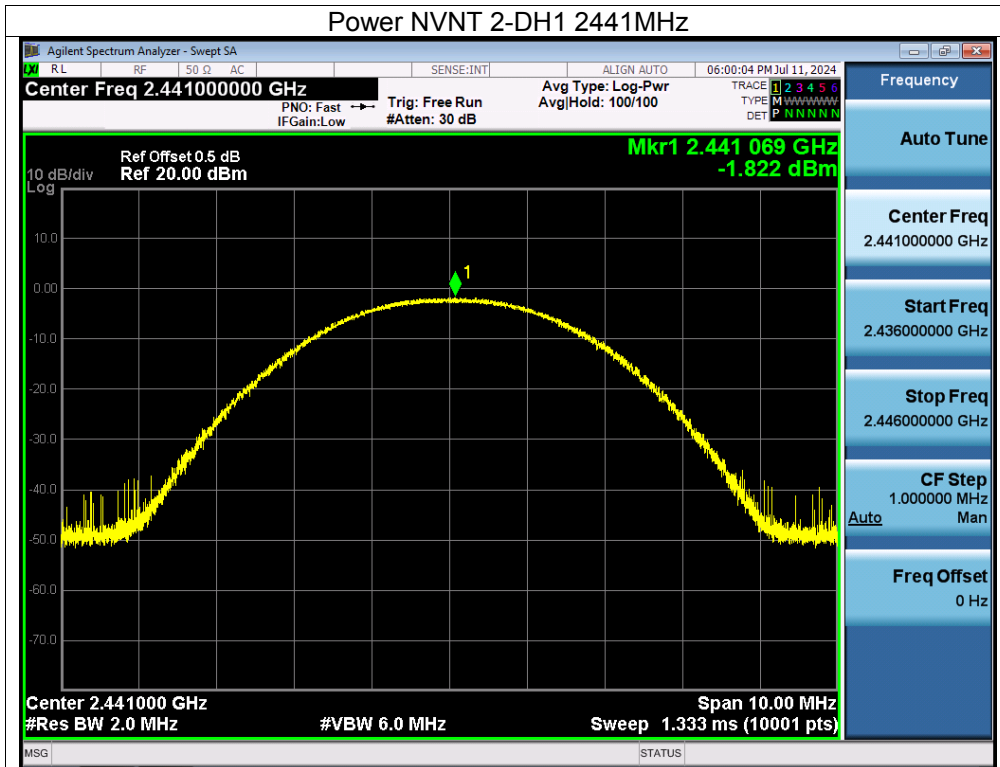 Power NVNT 2-DH1 2441MHz
Agilent Spectrum Analyzer - Swept SA
LXI RL RF 50 Ω AC SENSE:INT ALIGN AUTO 06:00:04 PM Jul 11, 2024
Center Freq 2.441000000 GHz
PNO: Fast
IFGain:Low
Trig: Free Run
#Atten: 30 dB
Avg Type: Log-Pwr
Avg|Hold: 100/100
TRACE 1 2 3 4 5 6
TYPE M WWWWW
DET P N N N N N
Mkr1 2.441 069 GHz
-1.822 dBm
Ref Offset 0.5 dB
10 dB/div Ref 20.00 dBm
Log
10.0
0.00
-10.0
-20.0
-30.0
-40.0
-50.0
-60.0
-70.0
1
Center 2.441000 GHz Span 10.00 MHz
#Res BW 2.0 MHz #VBW 6.0 MHz Sweep 1.333 ms (10001 pts)
MSG STATUS
Frequency
Auto Tune
Center Freq
2.441000000 GHz
Start Freq
2.436000000 GHz
Stop Freq
2.446000000 GHz
CF Step
1.000000 MHz
Auto Man
Freq Offset
0 Hz